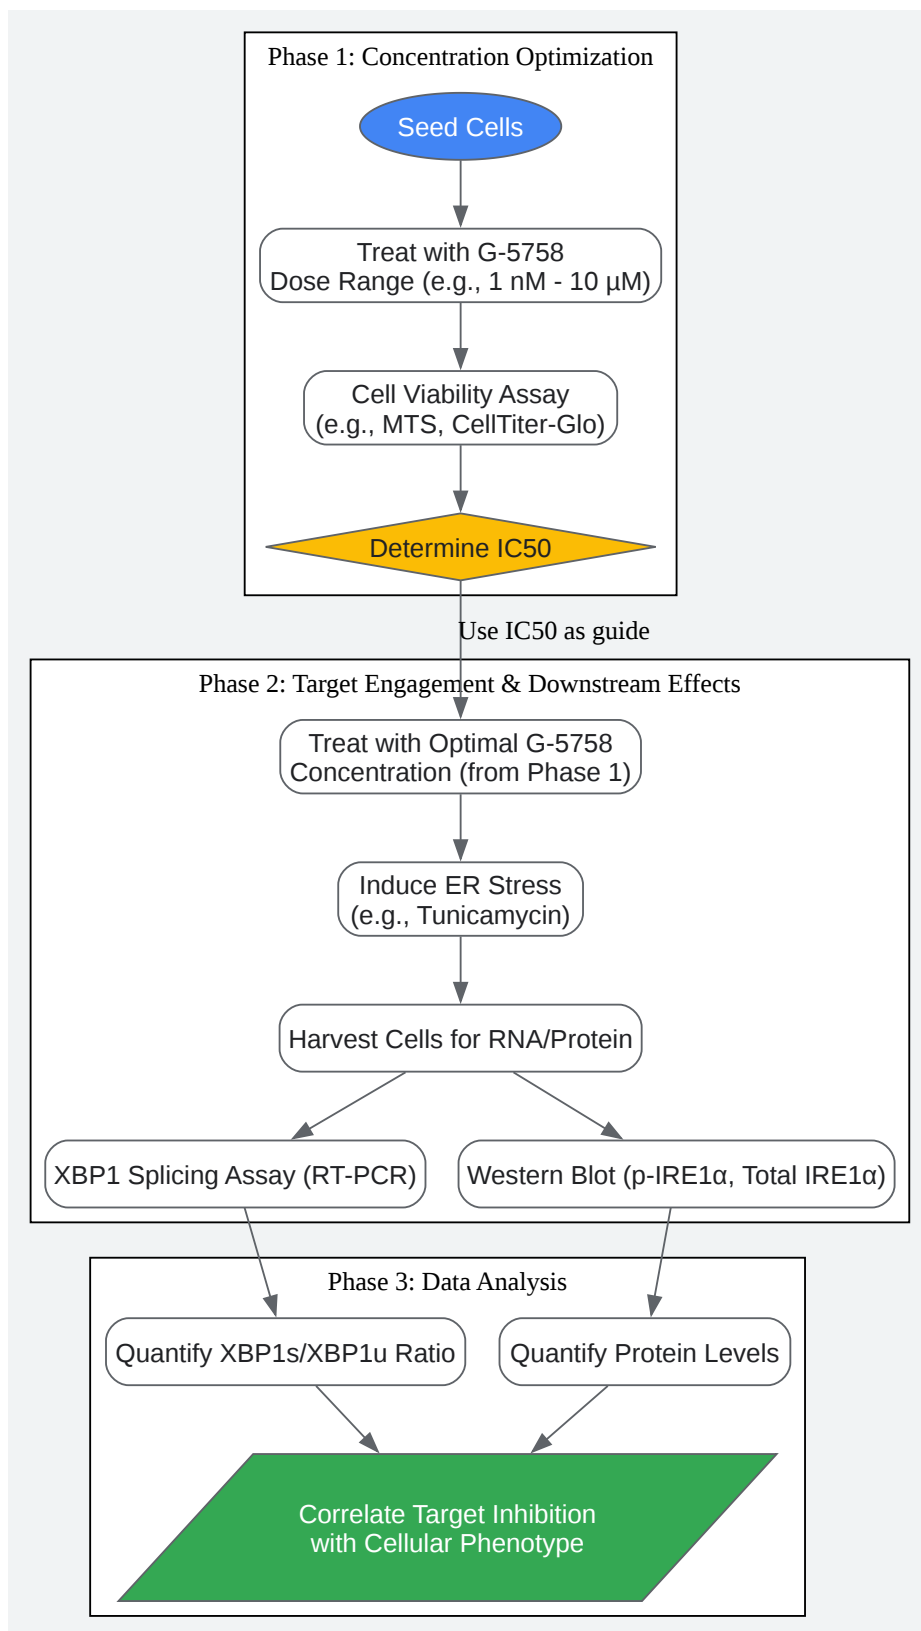 Phase 1: Concentration Optimization
Seed Cells
Treat with G-5758
Dose Range (e.g., 1 nM - 10 µM)
Cell Viability Assay
(e.g., MTS, CellTiter-Glo)
Determine IC50
Use IC50 as guide
Phase 2: Target Engagement & Downstream Effects
Treat with Optimal G-5758
Concentration (from Phase 1)
Induce ER Stress
(e.g., Tunicamycin)
Harvest Cells for RNA/Protein
XBP1 Splicing Assay (RT-PCR)
Western Blot (p-IRE1α, Total IRE1α)
Phase 3: Data Analysis
Quantify XBP1s/XBP1u Ratio
Quantify Protein Levels
Correlate Target Inhibition
with Cellular Phenotype